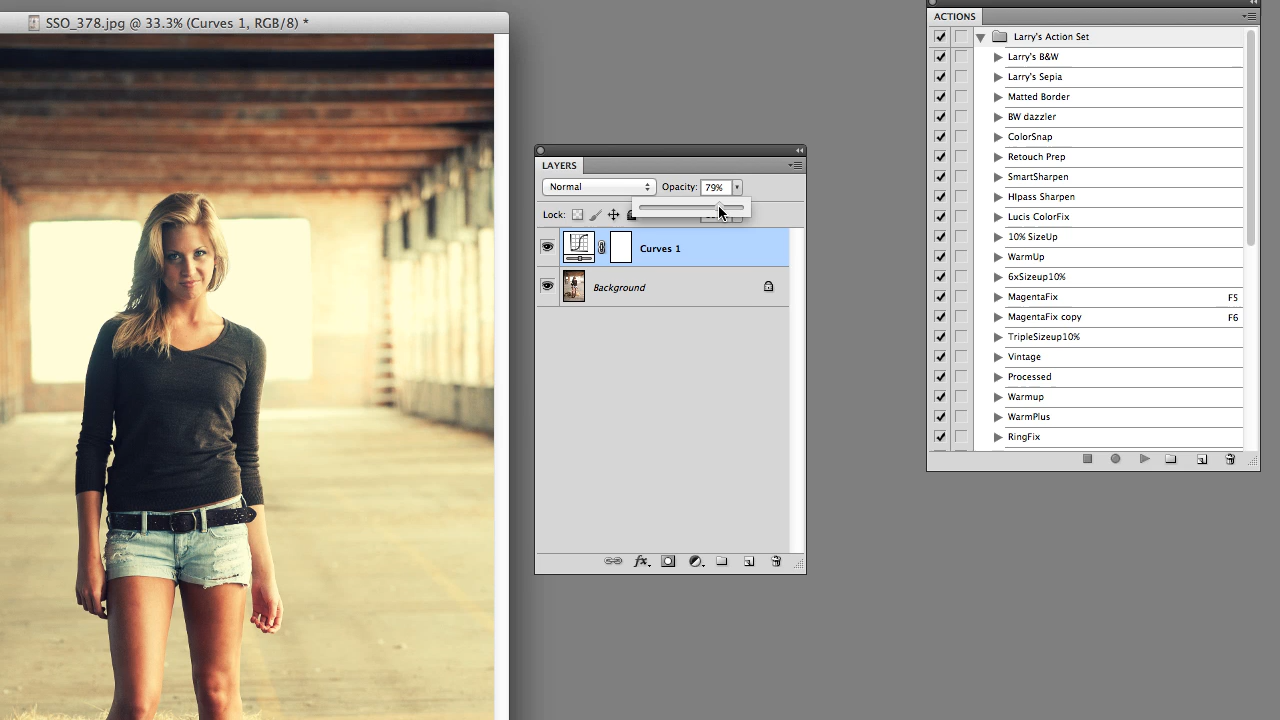 SSO_378.jpg @ 33.3% (Curves 1, RGB/8) *
LAYERS
Normal
Opacity: 79%
Lock:
Curves 1
Background
fx
ACTIONS
Larry's Action Set
Larry's B&W
Larry's Sepia
Matted Border
BW dazzler
ColorSnap
Retouch Prep
SmartSharpen
HIpass Sharpen
Lucis ColorFix
10% SizeUp
WarmUp
6xSizeup10%
MagentaFix F5
MagentaFix copy F6
TripleSizeup10%
Vintage
Processed
Warmup
WarmPlus
RingFix